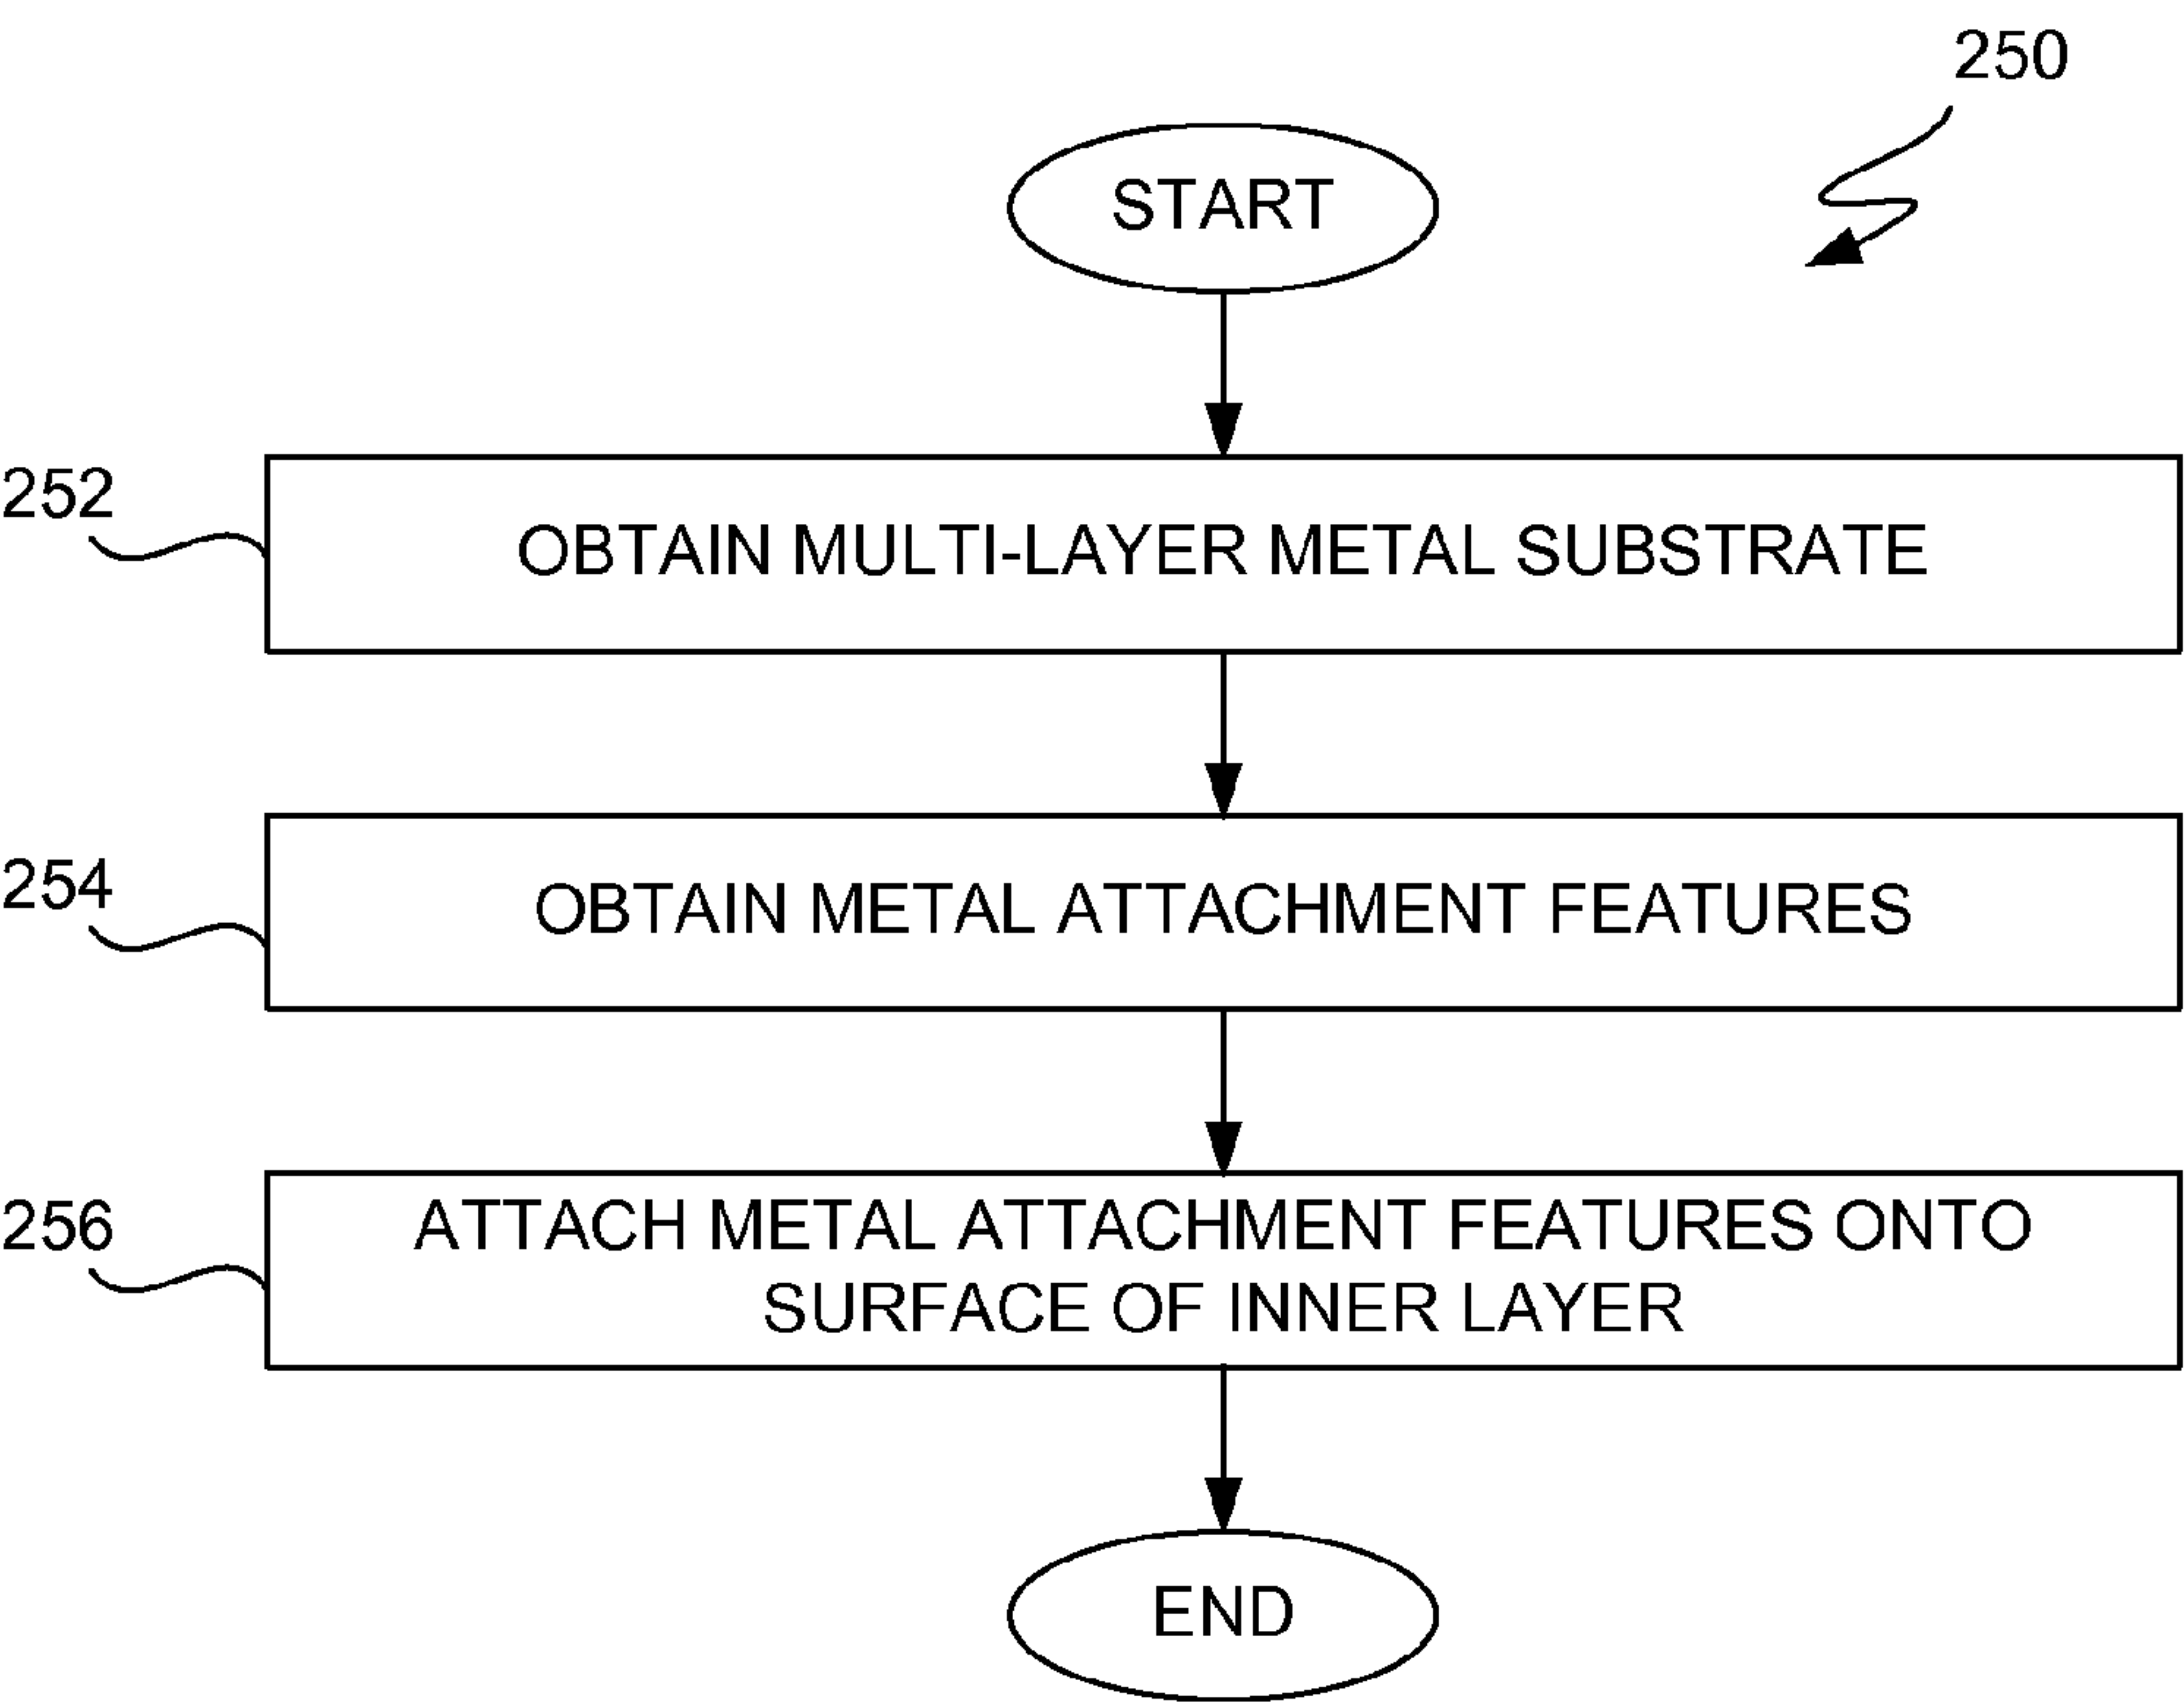 250
START
252
OBTAIN MULTI-LAYER METAL SUBSTRATE
254
OBTAIN METAL ATTACHMENT FEATURES
256
ATTACH METAL ATTACHMENT FEATURES ONTO
SURFACE OF INNER LAYER
END